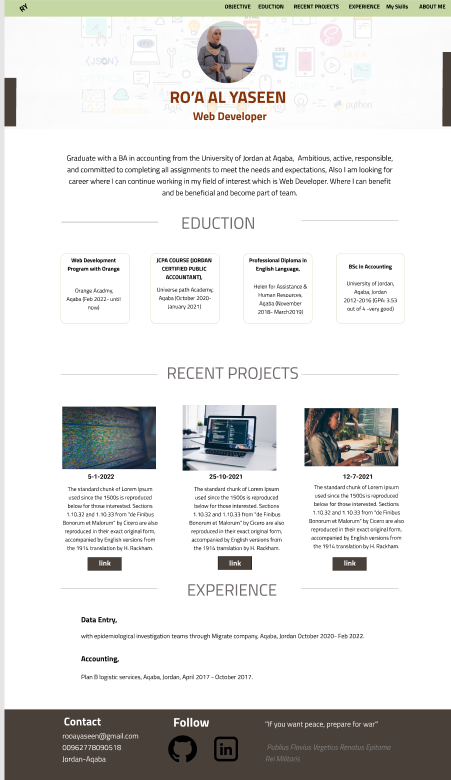 RY
OBJECTIVE EDUCTION RECENT PROJECTS EXPERIENCE My Skills ABOUT ME
{JSON}
python
RO'A AL YASEEN
Web Developer
Graduate with a BA in accounting from the University of Jordan at Aqaba, Ambitious, active, responsible,
and committed to completing all assignments to meet the needs and expectations, Also I am looking for
career where I can continue working in my field of interest which is Web Developer. Where I can benefit
and be beneficial and become part of team.
EDUCTION
Web Development
Program with Orange
Orange Acadmy,
Aqaba (Feb 2022- until
now)
JCPA COURSE (JORDAN
CERTIFIED PUBLIC
ACCOUNTANT),
Universe path Academy,
Aqaba (October 2020-
January 2021)
Professional Diploma in
English Language,
Helen for Assistance &
Human Resources,
Aqaba (November
2018- March2019)
BSc in Accounting
University of Jordan,
Aqaba, Jordan
2012-2016 (GPA: 3.53
out of 4 -very good)
RECENT PROJECTS
5-1-2022
The standard chunk of Lorem Ipsum
used since the 1500s is reproduced
below for those interested. Sections
1.10.32 and 1.10.33 from "de Finibus
Bonorum et Malorum" by Cicero are also
reproduced in their exact original form,
accompanied by English versions from
the 1914 translation by H. Rackham.
link
25-10-2021
The standard chunk of Lorem Ipsum
used since the 1500s is reproduced
below for those interested. Sections
1.10.32 and 1.10.33 from "de Finibus
Bonorum et Malorum" by Cicero are also
reproduced in their exact original form,
accompanied by English versions from
the 1914 translation by H. Rackham.
link
12-7-2021
The standard chunk of Lorem Ipsum
used since the 1500s is reproduced
below for those interested. Sections
1.10.32 and 1.10.33 from "de Finibus
Bonorum et Malorum" by Cicero are also
reproduced in their exact original form,
accompanied by English versions from
the 1914 translation by H. Rackham.
link
EXPERIENCE
Data Entry,
with epidemiological investigation teams through Migrate company, Aqaba, Jordan October 2020- Feb 2022.
Accounting,
Plan B logistic services, Aqaba, Jordan, April 2017 - October 2017.
Contact
rooayaseen@gmail.com
00962778090518
Jordan-Aqaba
Follow
in
"If you want peace, prepare for war"
Publius Flavius Vegetius Renatus Epitoma
Rei Militaris